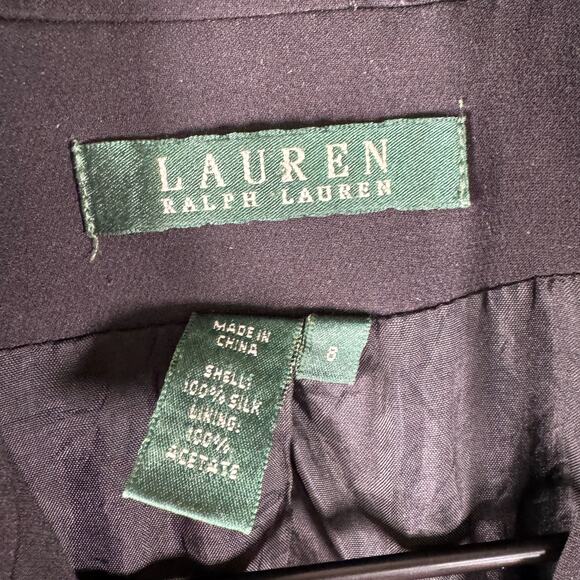 LAUREN
RALPH LAUREN
MADE IN
CHINA
SHELL:
100% SILK
LINING:
100%
ACETATE
8